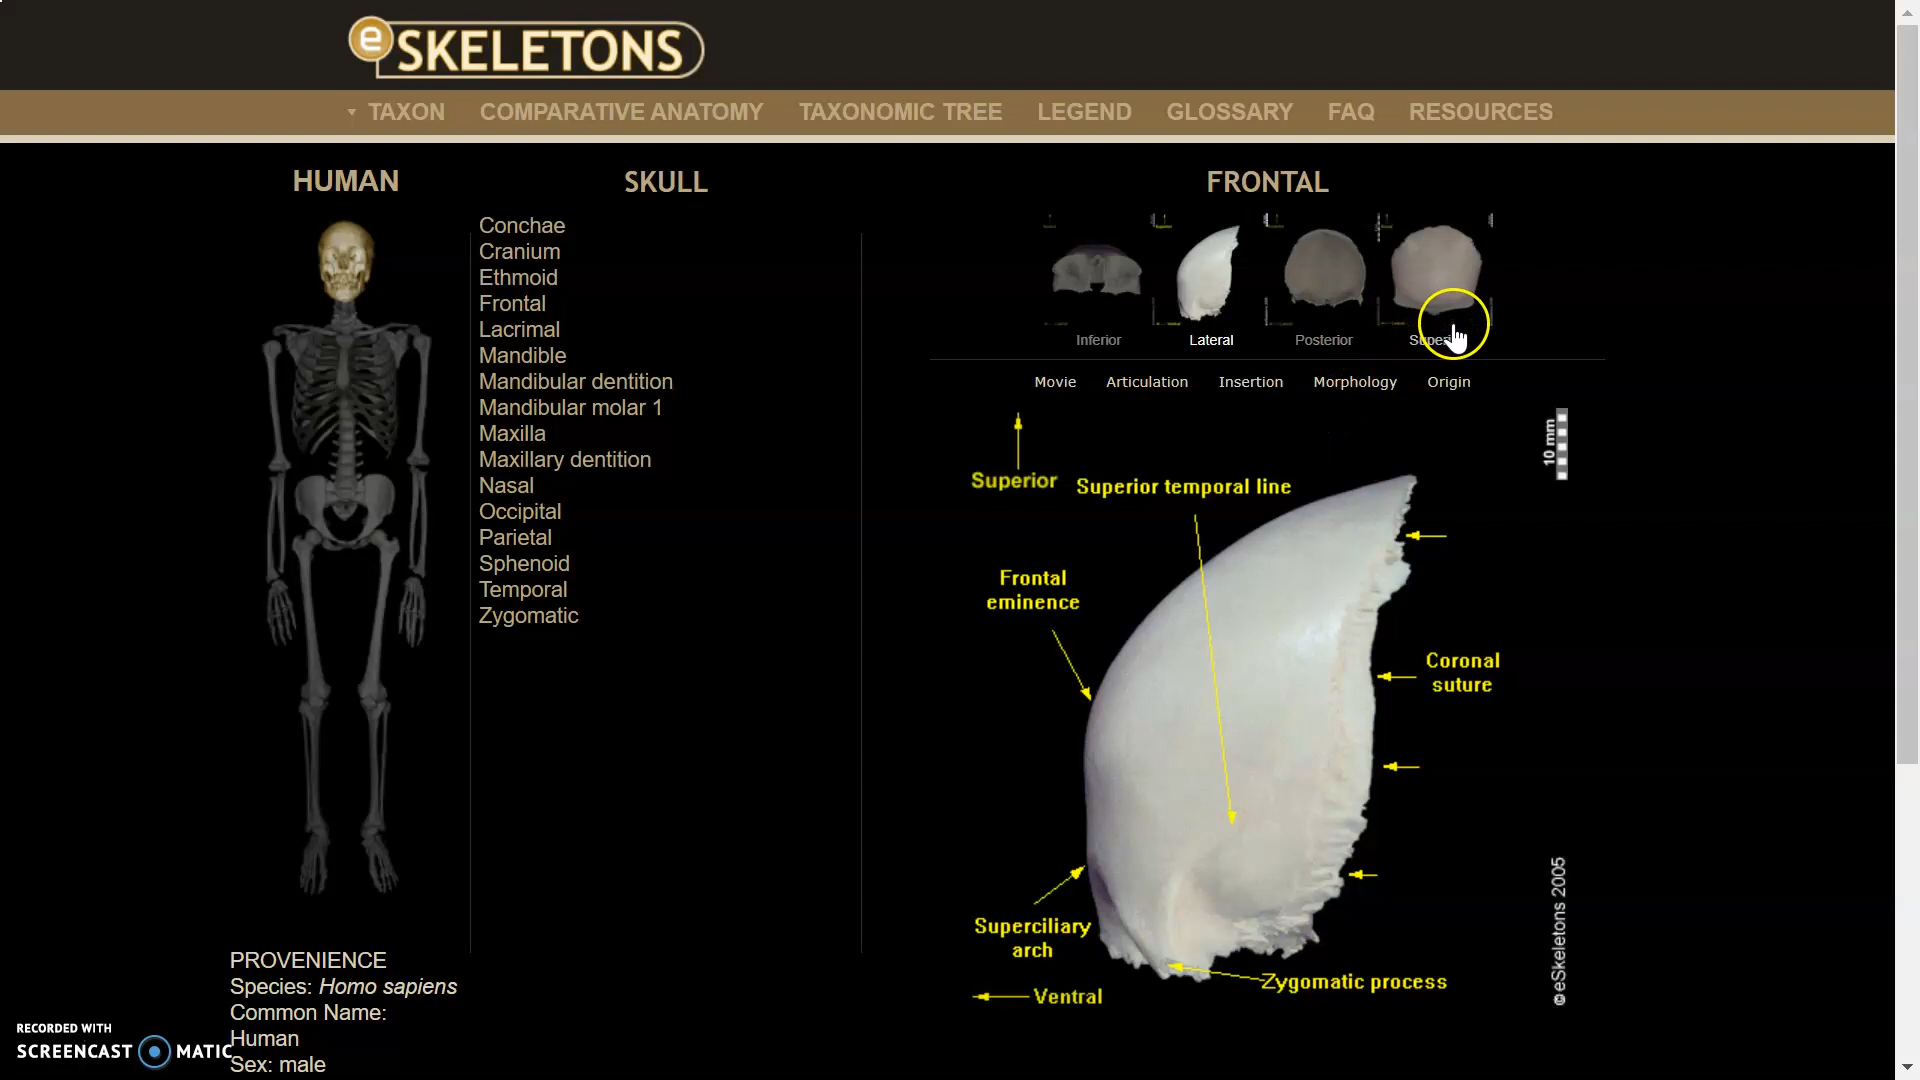 e SKELETONS
TAXON COMPARATIVE ANATOMY TAXONOMIC TREE LEGEND GLOSSARY FAQ RESOURCES
HUMAN
SKULL
Conchae
Cranium
Ethmoid
Frontal
Lacrimal
Mandible
Mandibular dentition
Mandibular molar 1
Maxilla
Maxillary dentition
Nasal
Occipital
Parietal
Sphenoid
Temporal
Zygomatic
FRONTAL
Inferior Lateral Posterior
Movie Articulation Insertion Morphology Origin
10 mm
Superior
Superior temporal line
Frontal
eminence
Coronal
suture
Superciliary
arch
Zygomatic process
Ventral
©eSkeletons 2005
PROVENIENCE
Species: Homo sapiens
Common Name:
Human
Sex: male
RECORDED WITH
SCREENCAST MATIC